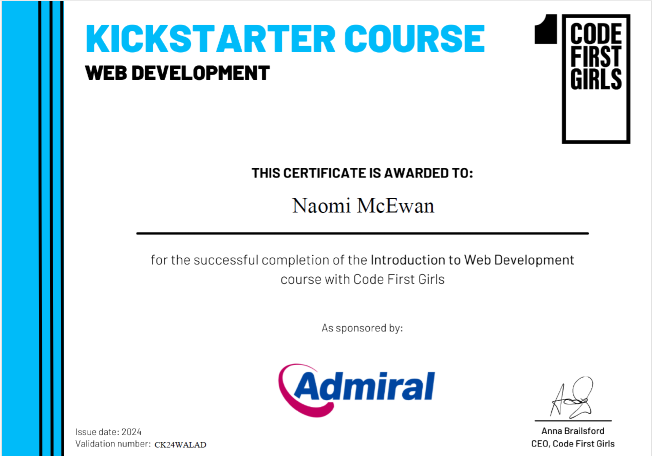 KICKSTARTER COURSE
WEB DEVELOPMENT
CODE
FIRST
GIRLS
THIS CERTIFICATE IS AWARDED TO:
Naomi McEwan
for the successful completion of the Introduction to Web Development
course with Code First Girls
As sponsored by:
Admiral
Issue date: 2024
Validation number: CK24WALAD
Anna Brailsford
CEO, Code First Girls